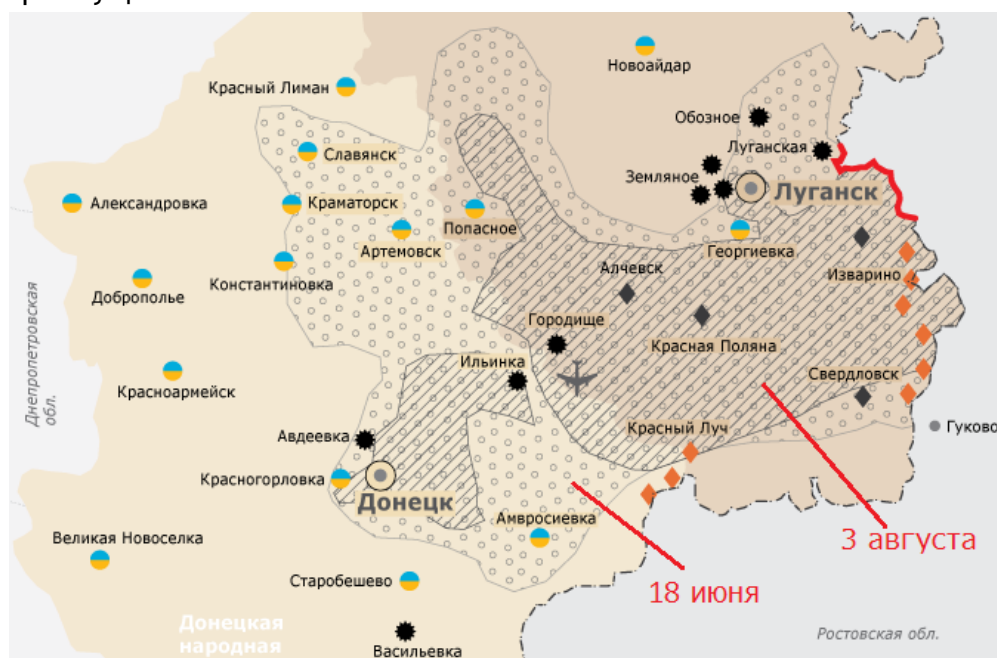 Новоайдар
Красный Лиман
Обозное
Славянск
Луганская
Земляное
Луганск
Александровка
Краматорск
Попасное
Артемовск
Георгиевка
Константиновка
Алчевск
Изварино
Доброполье
Днепропетровская
обл.
Городище
Красная Поляна
Ильинка
Свердловск
Красноармейск
Красный Луч
Гуково
Авдеевка
Красногорловка
Донецк
Амвросиевка
3 августа
Великая Новоселка
Старобешево
18 июня
Донецкая
народная
Ростовская обл.
Васильевка